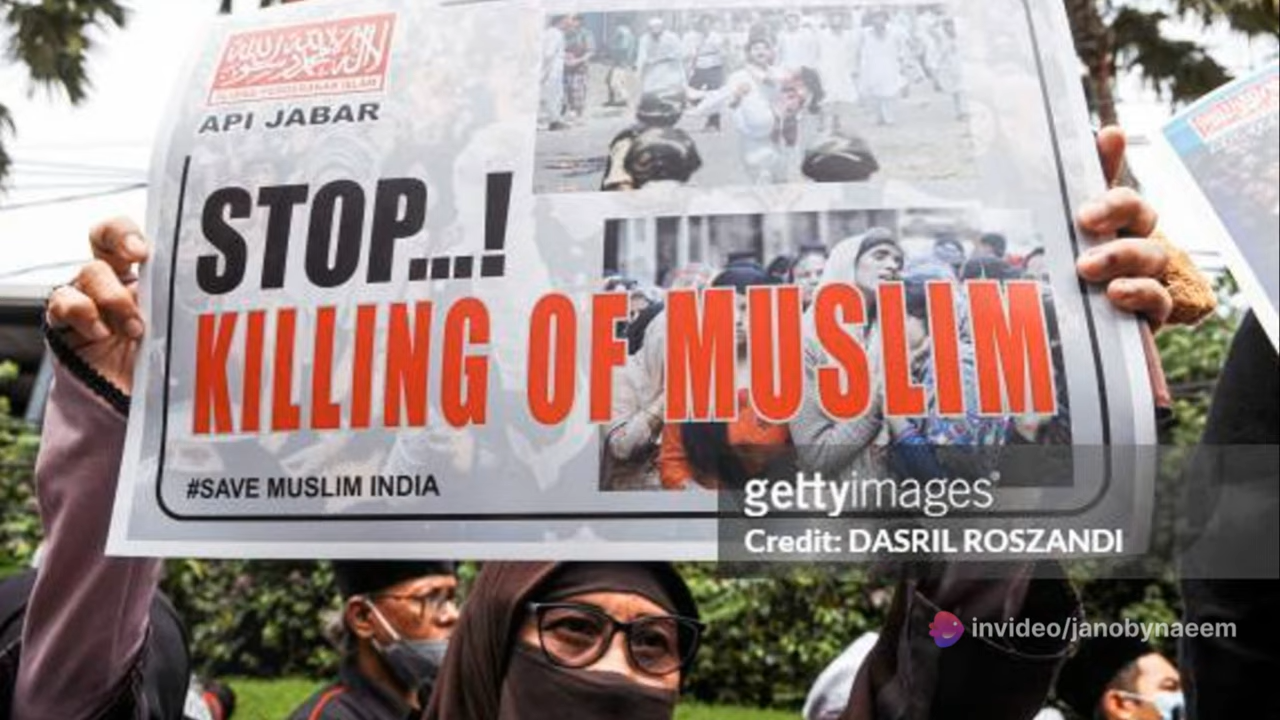 API JABAR
STOP...!
KILLING OF MUSLIM
#SAVE MUSLIM INDIA
gettyimages®
Credit: DASRIL ROSZANDI
invideo/janobynaeem